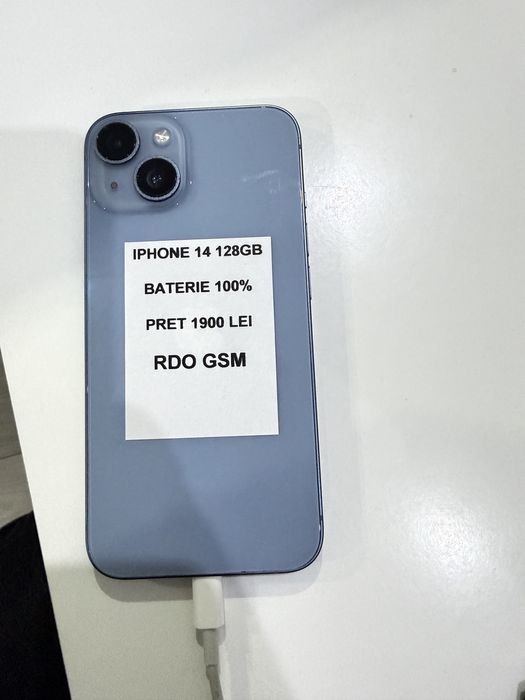 IPHONE 14 128GB
BATERIE 100%
PRET 1900 LEI
RDO GSM